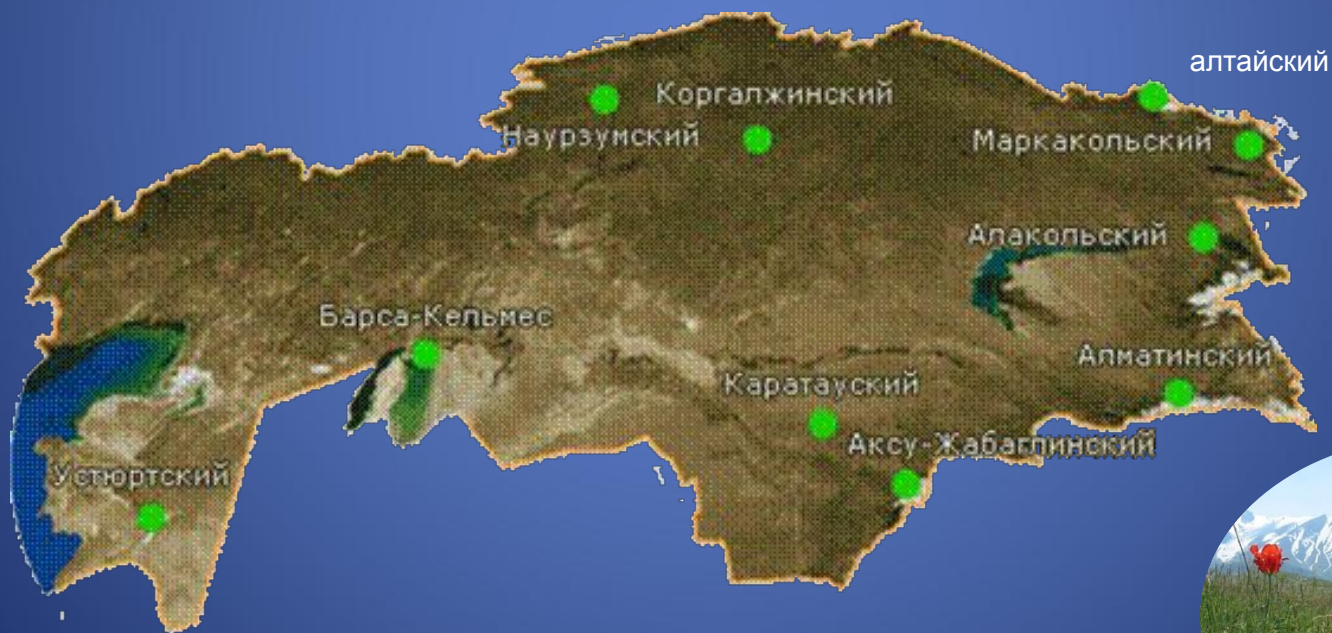 алтайский
Коргалжинский
Наурзумский
Маркакольский
Алакольский
Барса-Кельмес
Алматинский
Каратауский
Аксу-Жабаглинский
Устюртский